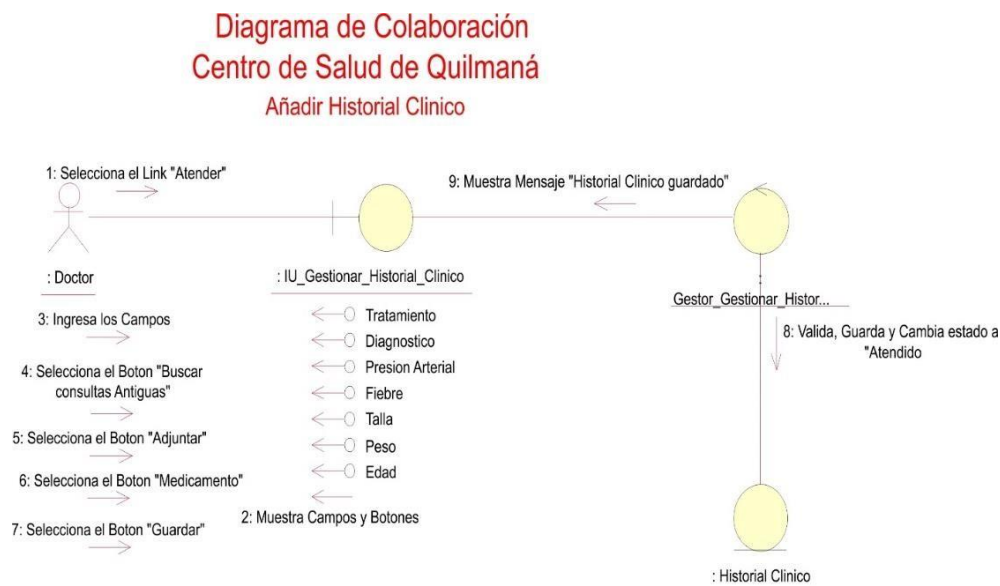 Diagrama de Colaboración
Centro de Salud de Quilmaná
Añadir Historial Clinico
1: Selecciona el Link "Atender"
9: Muestra Mensaje "Historial Clinico guardado"
: Doctor
: IU_Gestionar_Historial_Clinico
:
Gestor_Gestionar_Histor...
3: Ingresa los Campos
4: Selecciona el Boton "Buscar
consultas Antiguas"
5: Selecciona el Boton "Adjuntar"
6: Selecciona el Boton "Medicamento"
7: Selecciona el Boton "Guardar"
Tratamiento
Diagnostico
Presion Arterial
Fiebre
Talla
Peso
Edad
2: Muestra Campos y Botones
8: Valida, Guarda y Cambia estado a
"Atendido
: Historial Clinico